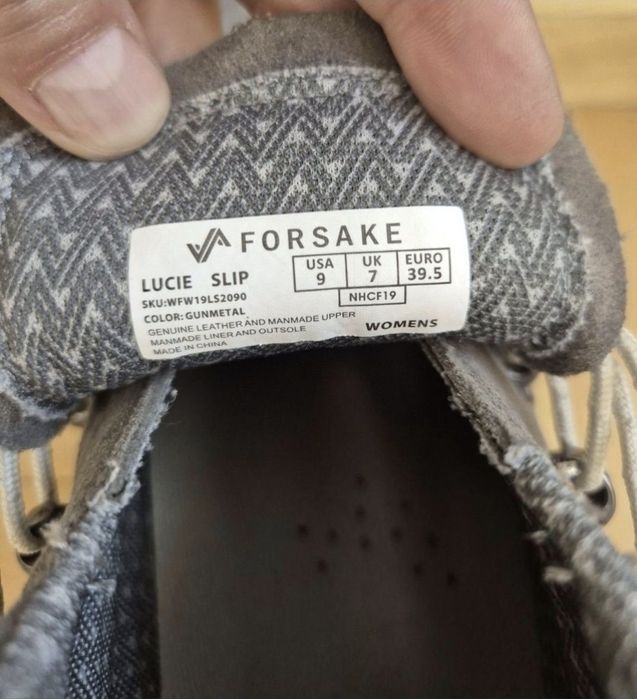 FORSAKE
LUCIE SLIP
SKU:WFW19LS2090
COLOR: GUNMETAL
USA UK EURO
9 7 39.5
NHCF19
GENUINE LEATHER AND MANMADE UPPER
MANMADE LINER AND OUTSOLE
MADE IN CHINA
WOMENS